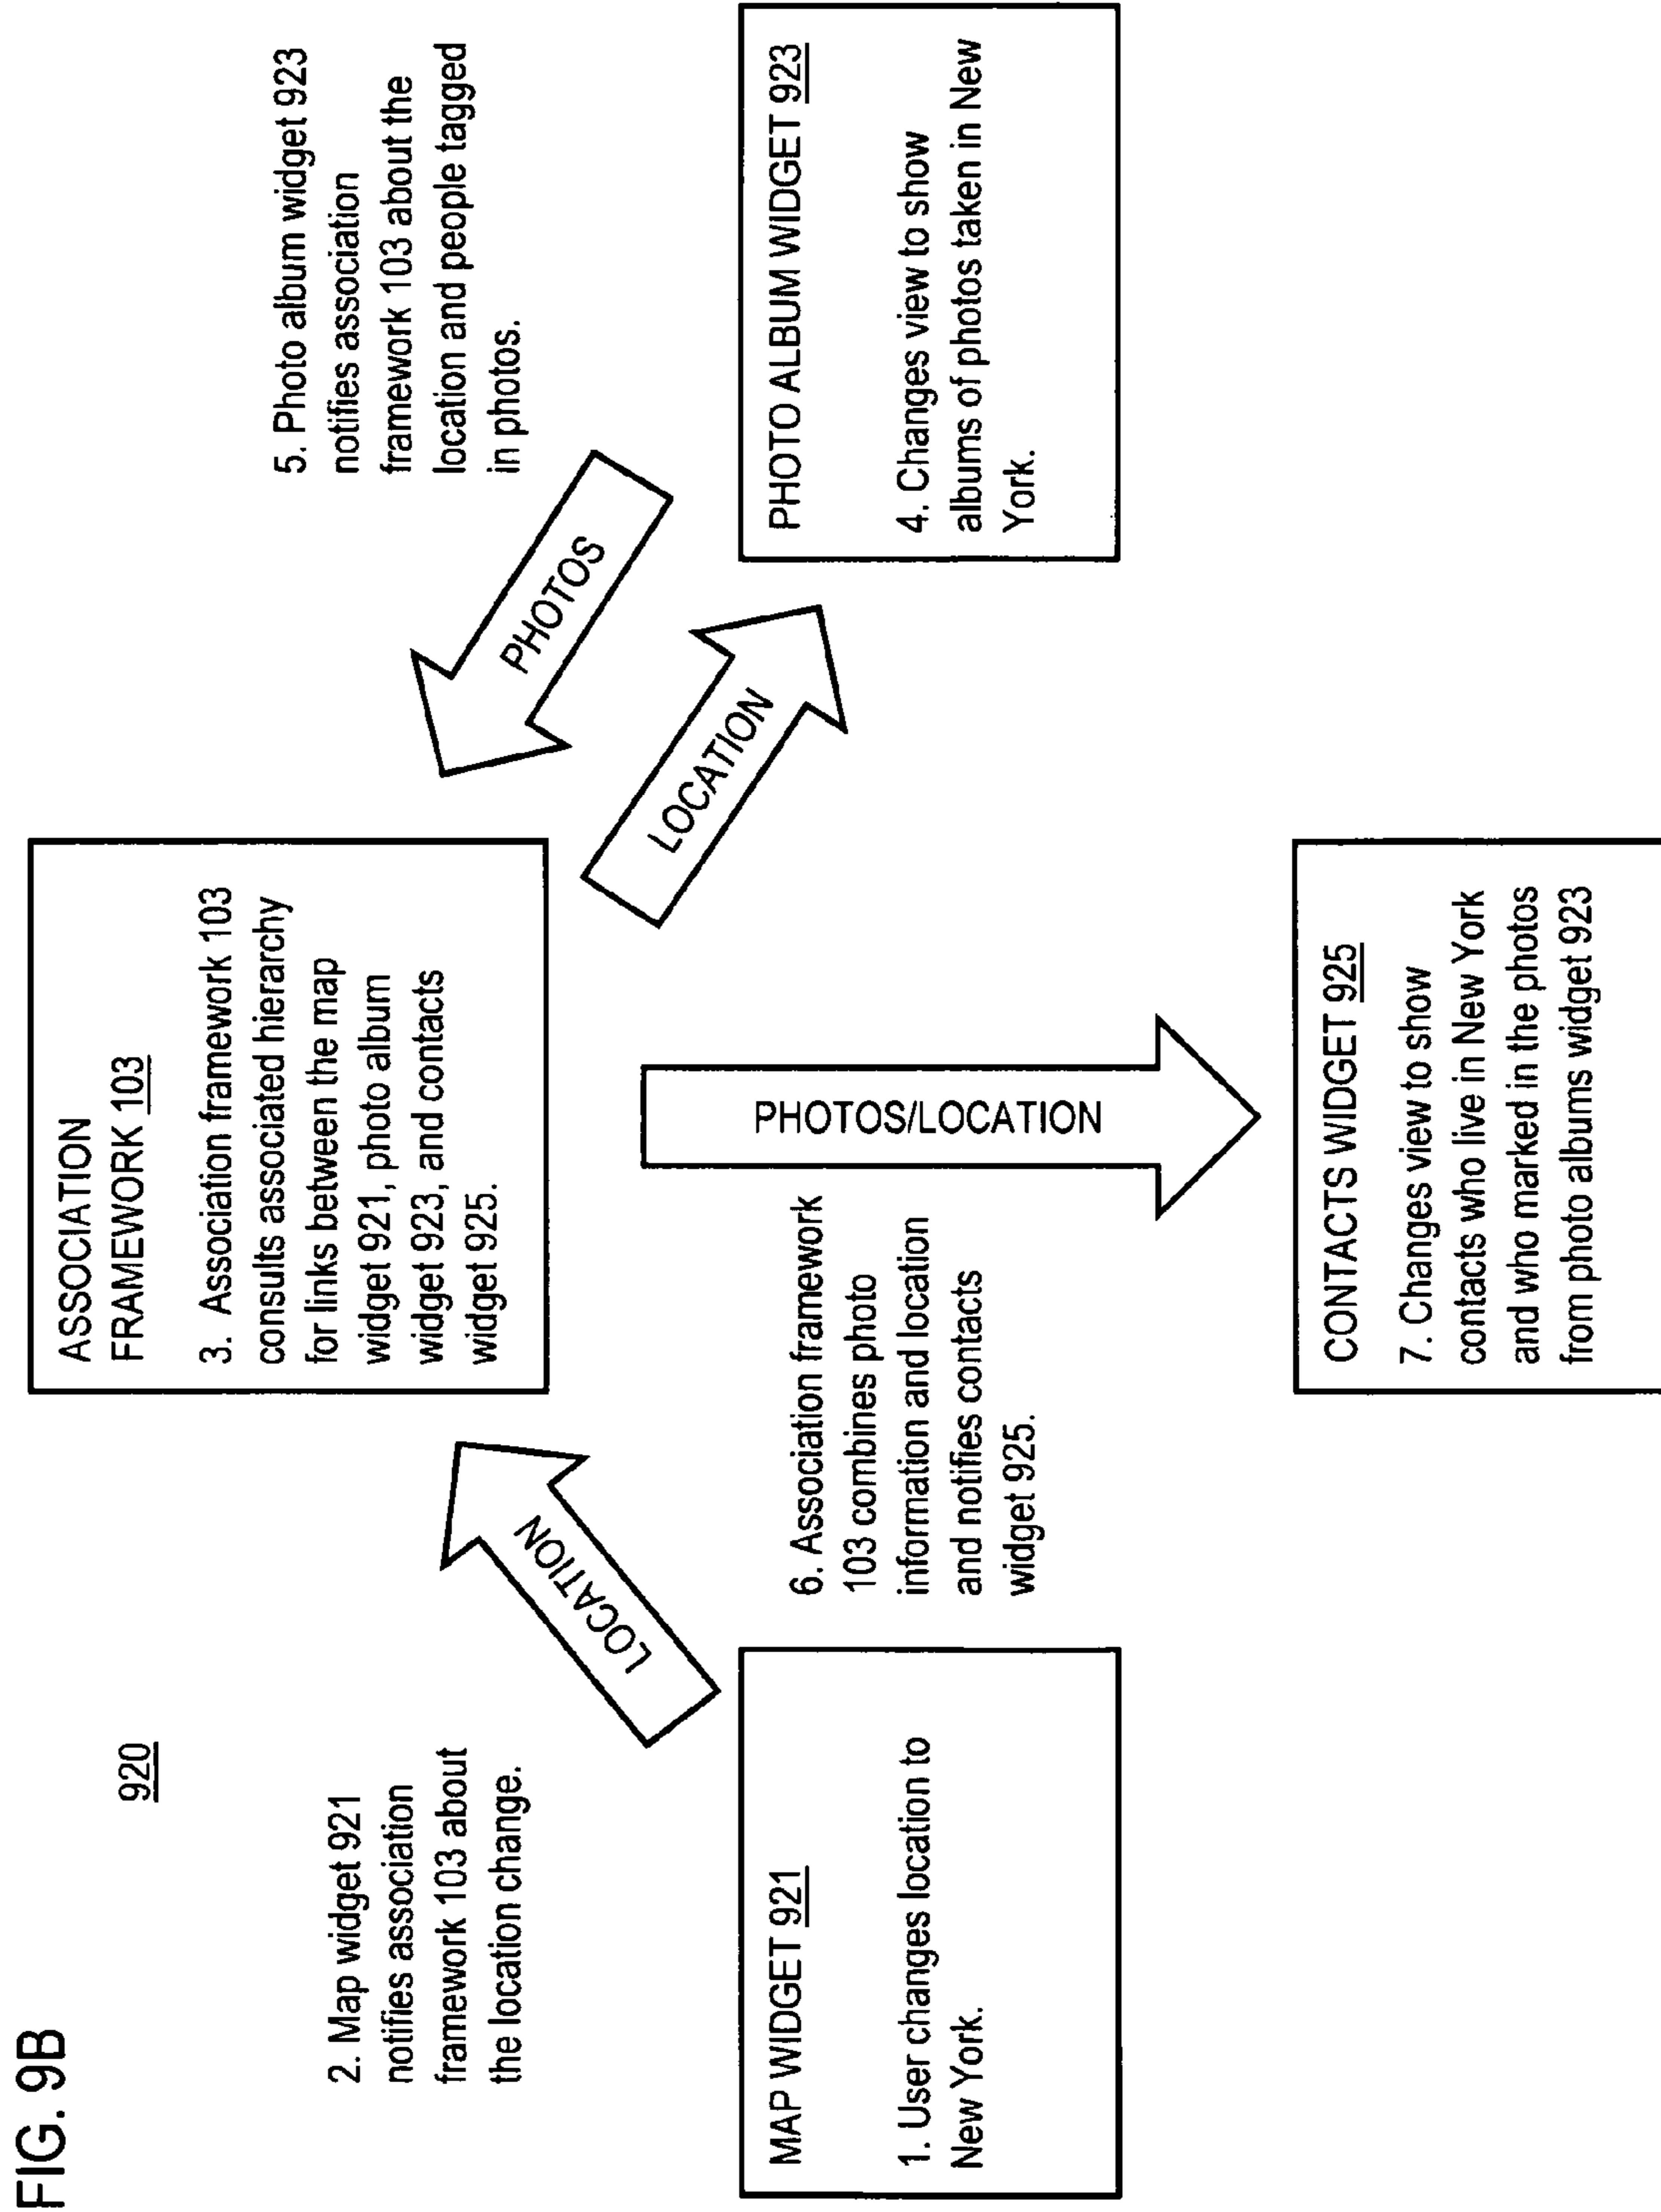 FIG. 9B
920
2. Map widget 921
notifies association
framework 103 about
the location change.
LOCATION
MAP WIDGET 921
1. User changes location to
New York.
ASSOCIATION
FRAMEWORK 103
3. Association framework 103
consults associated hierarchy
for links between the map
widget 921, photo album
widget 923, and contacts
widget 925.
LOCATION
PHOTO ALBUM WIDGET 923
4. Changes view to show
albums of photos taken in New
York.
PHOTOS
5. Photo album widget 923
notifies association
framework 103 about the
location and people tagged
in photos.
6. Association framework
103 combines photo
information and location
and notifies contacts
widget 925.
PHOTOS/LOCATION
CONTACTS WIDGET 925
7. Changes view to show
contacts who live in New York
and who marked in the photos
from photo albums widget 923